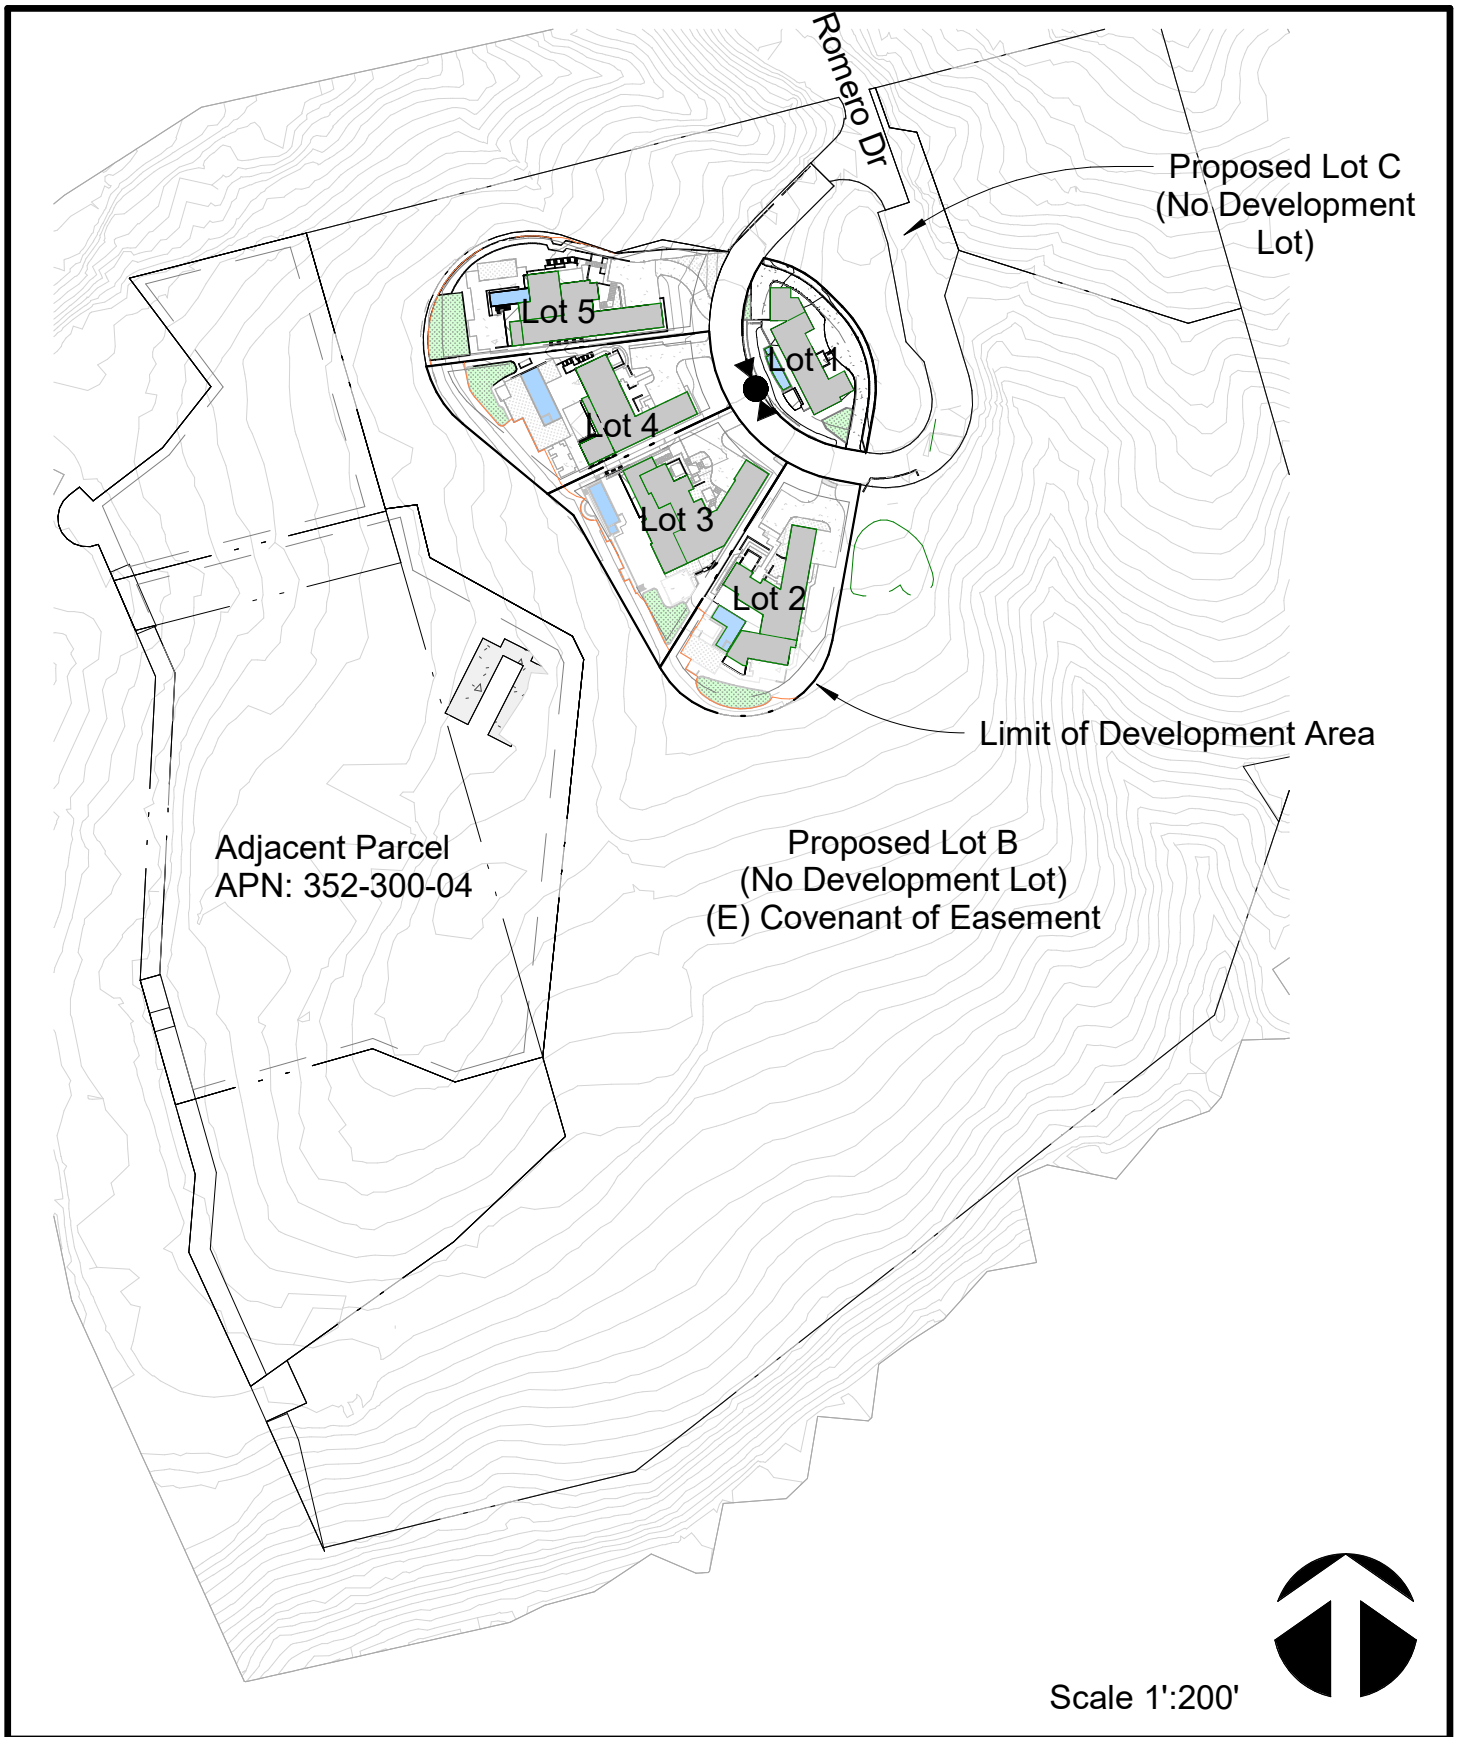 Romero Dr
Proposed Lot C
(No Development
Lot)
Lot 5
Lot 1
Lot 4
Lot 3
Lot 2
Limit of Development Area
Adjacent Parcel
APN: 352-300-04
Proposed Lot B
(No Development Lot)
(E) Covenant of Easement
Scale 1':200'